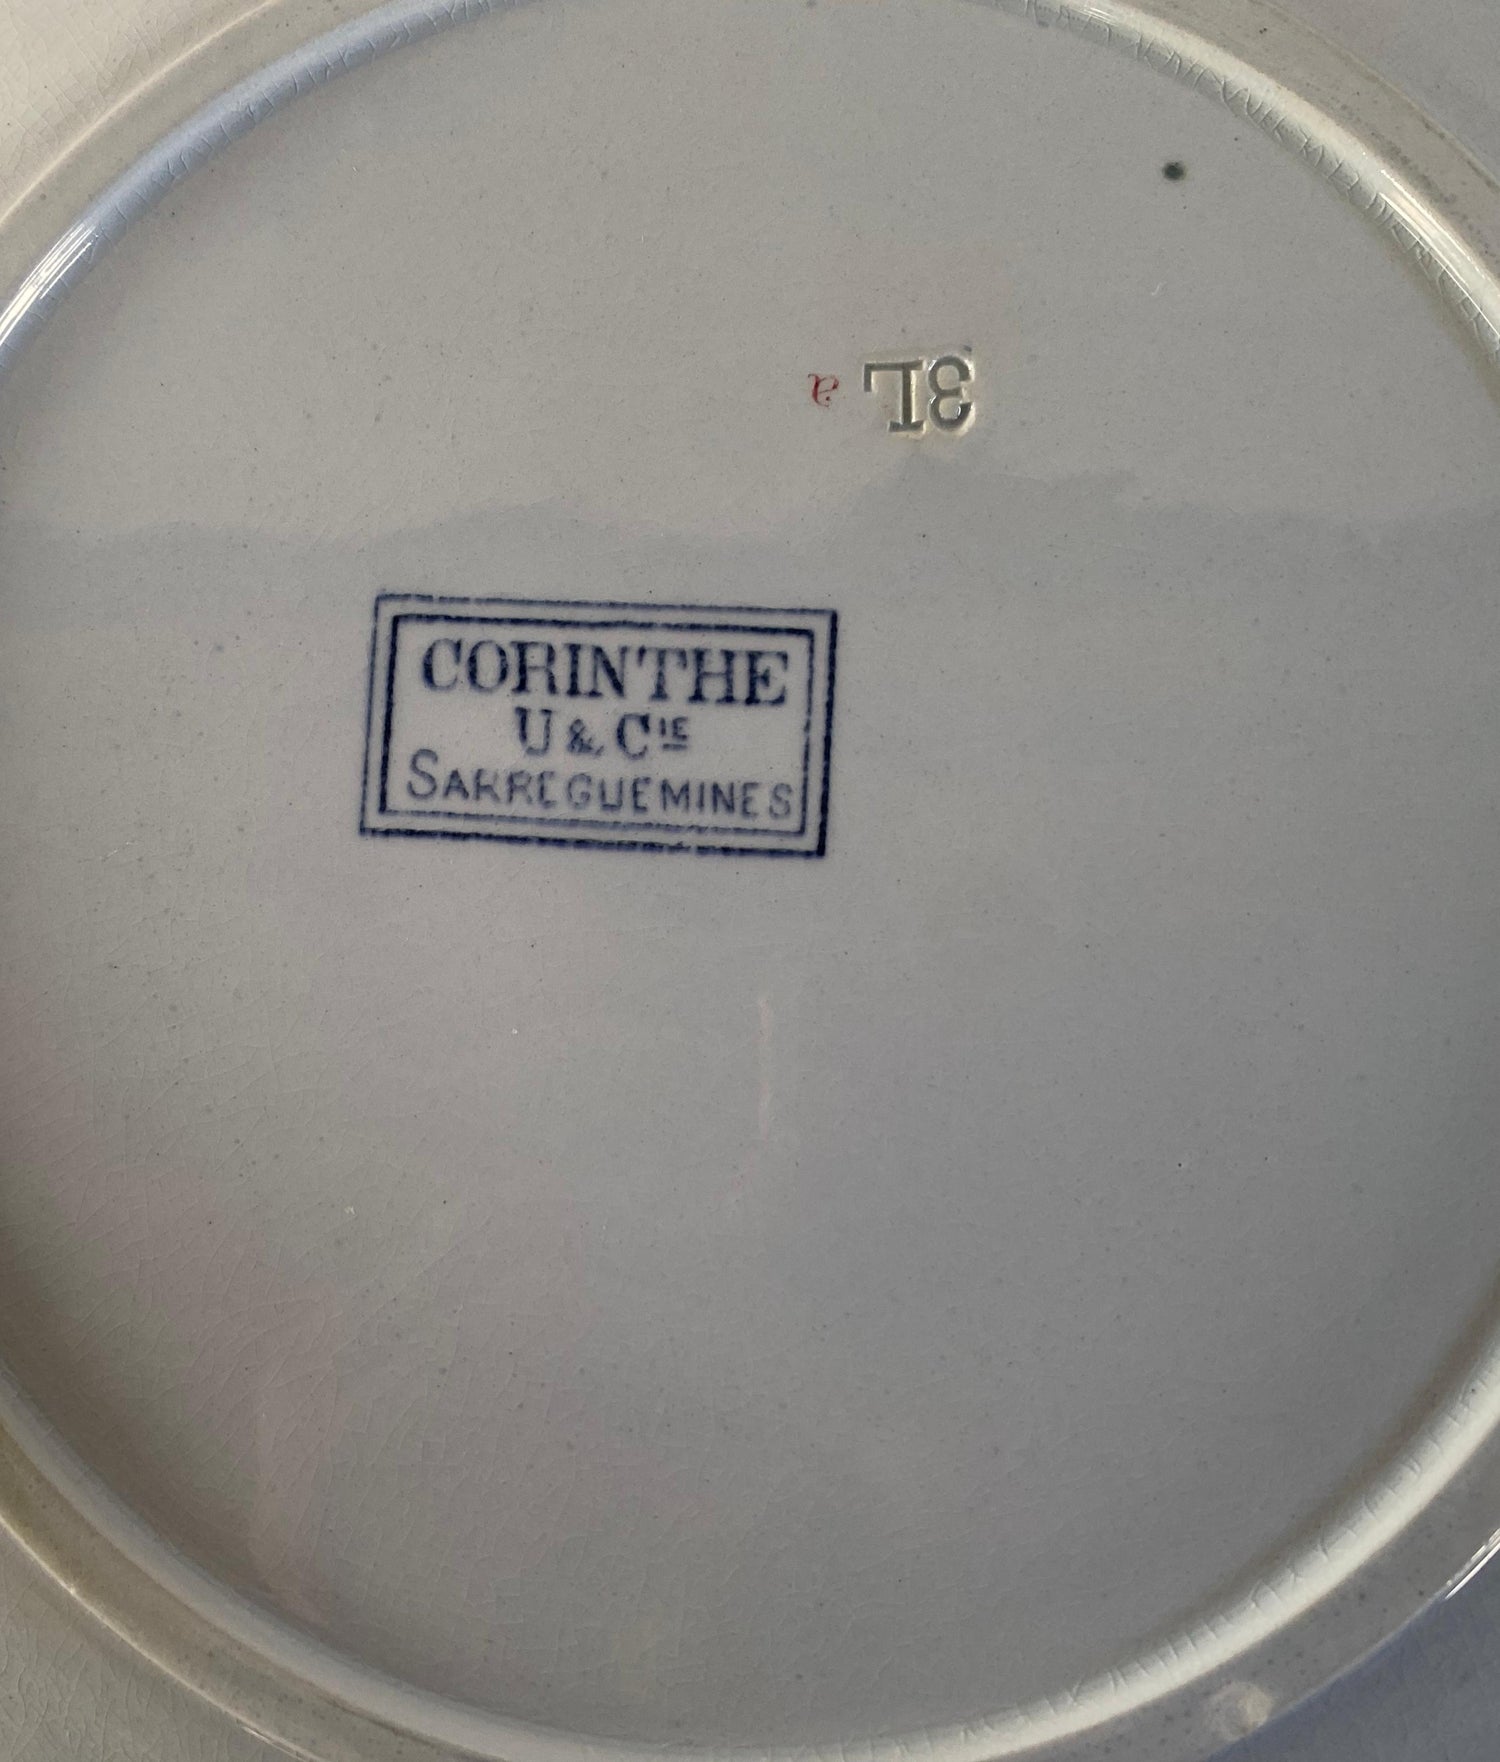 3L a
CORINTHE
U & Cie
SARREGUEMINES